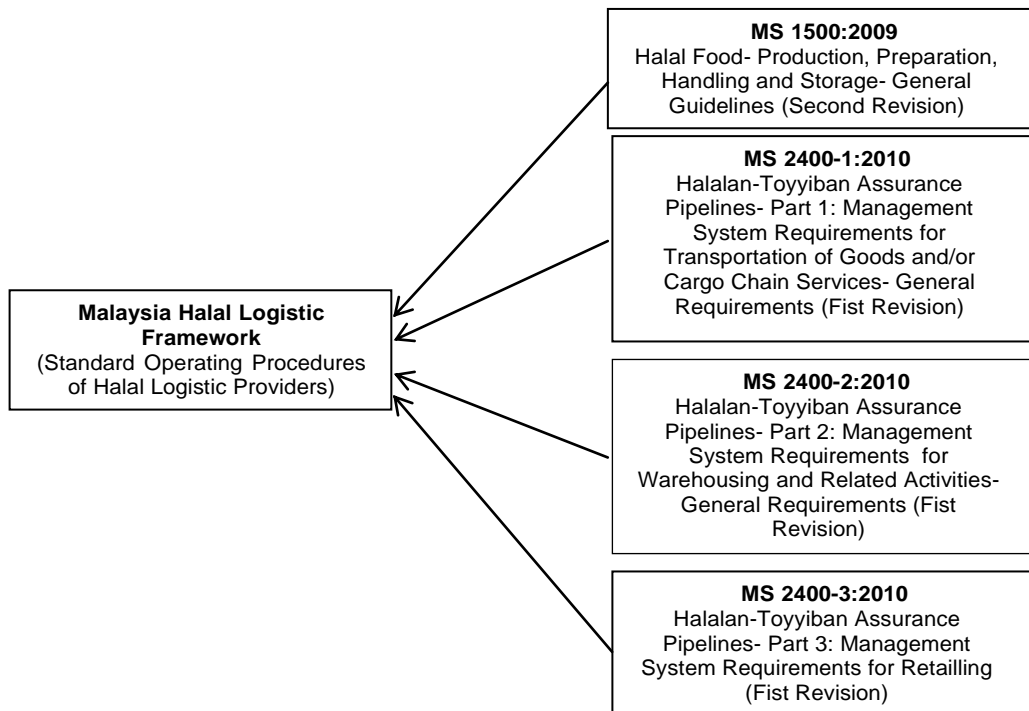 MS 1500:2009
Halal Food- Production, Preparation,
Handling and Storage- General
Guidelines (Second Revision)
MS 2400-1:2010
Halalan-Toyyiban Assurance
Pipelines- Part 1: Management
System Requirements for
Transportation of Goods and/or
Cargo Chain Services- General
Requirements (Fist Revision)
Malaysia Halal Logistic
Framework
(Standard Operating Procedures
of Halal Logistic Providers)
MS 2400-2:2010
Halalan-Toyyiban Assurance
Pipelines- Part 2: Management
System Requirements for
Warehousing and Related Activities-
General Requirements (Fist
Revision)
MS 2400-3:2010
Halalan-Toyyiban Assurance
Pipelines- Part 3: Management
System Requirements for Retailling
(Fist Revision)